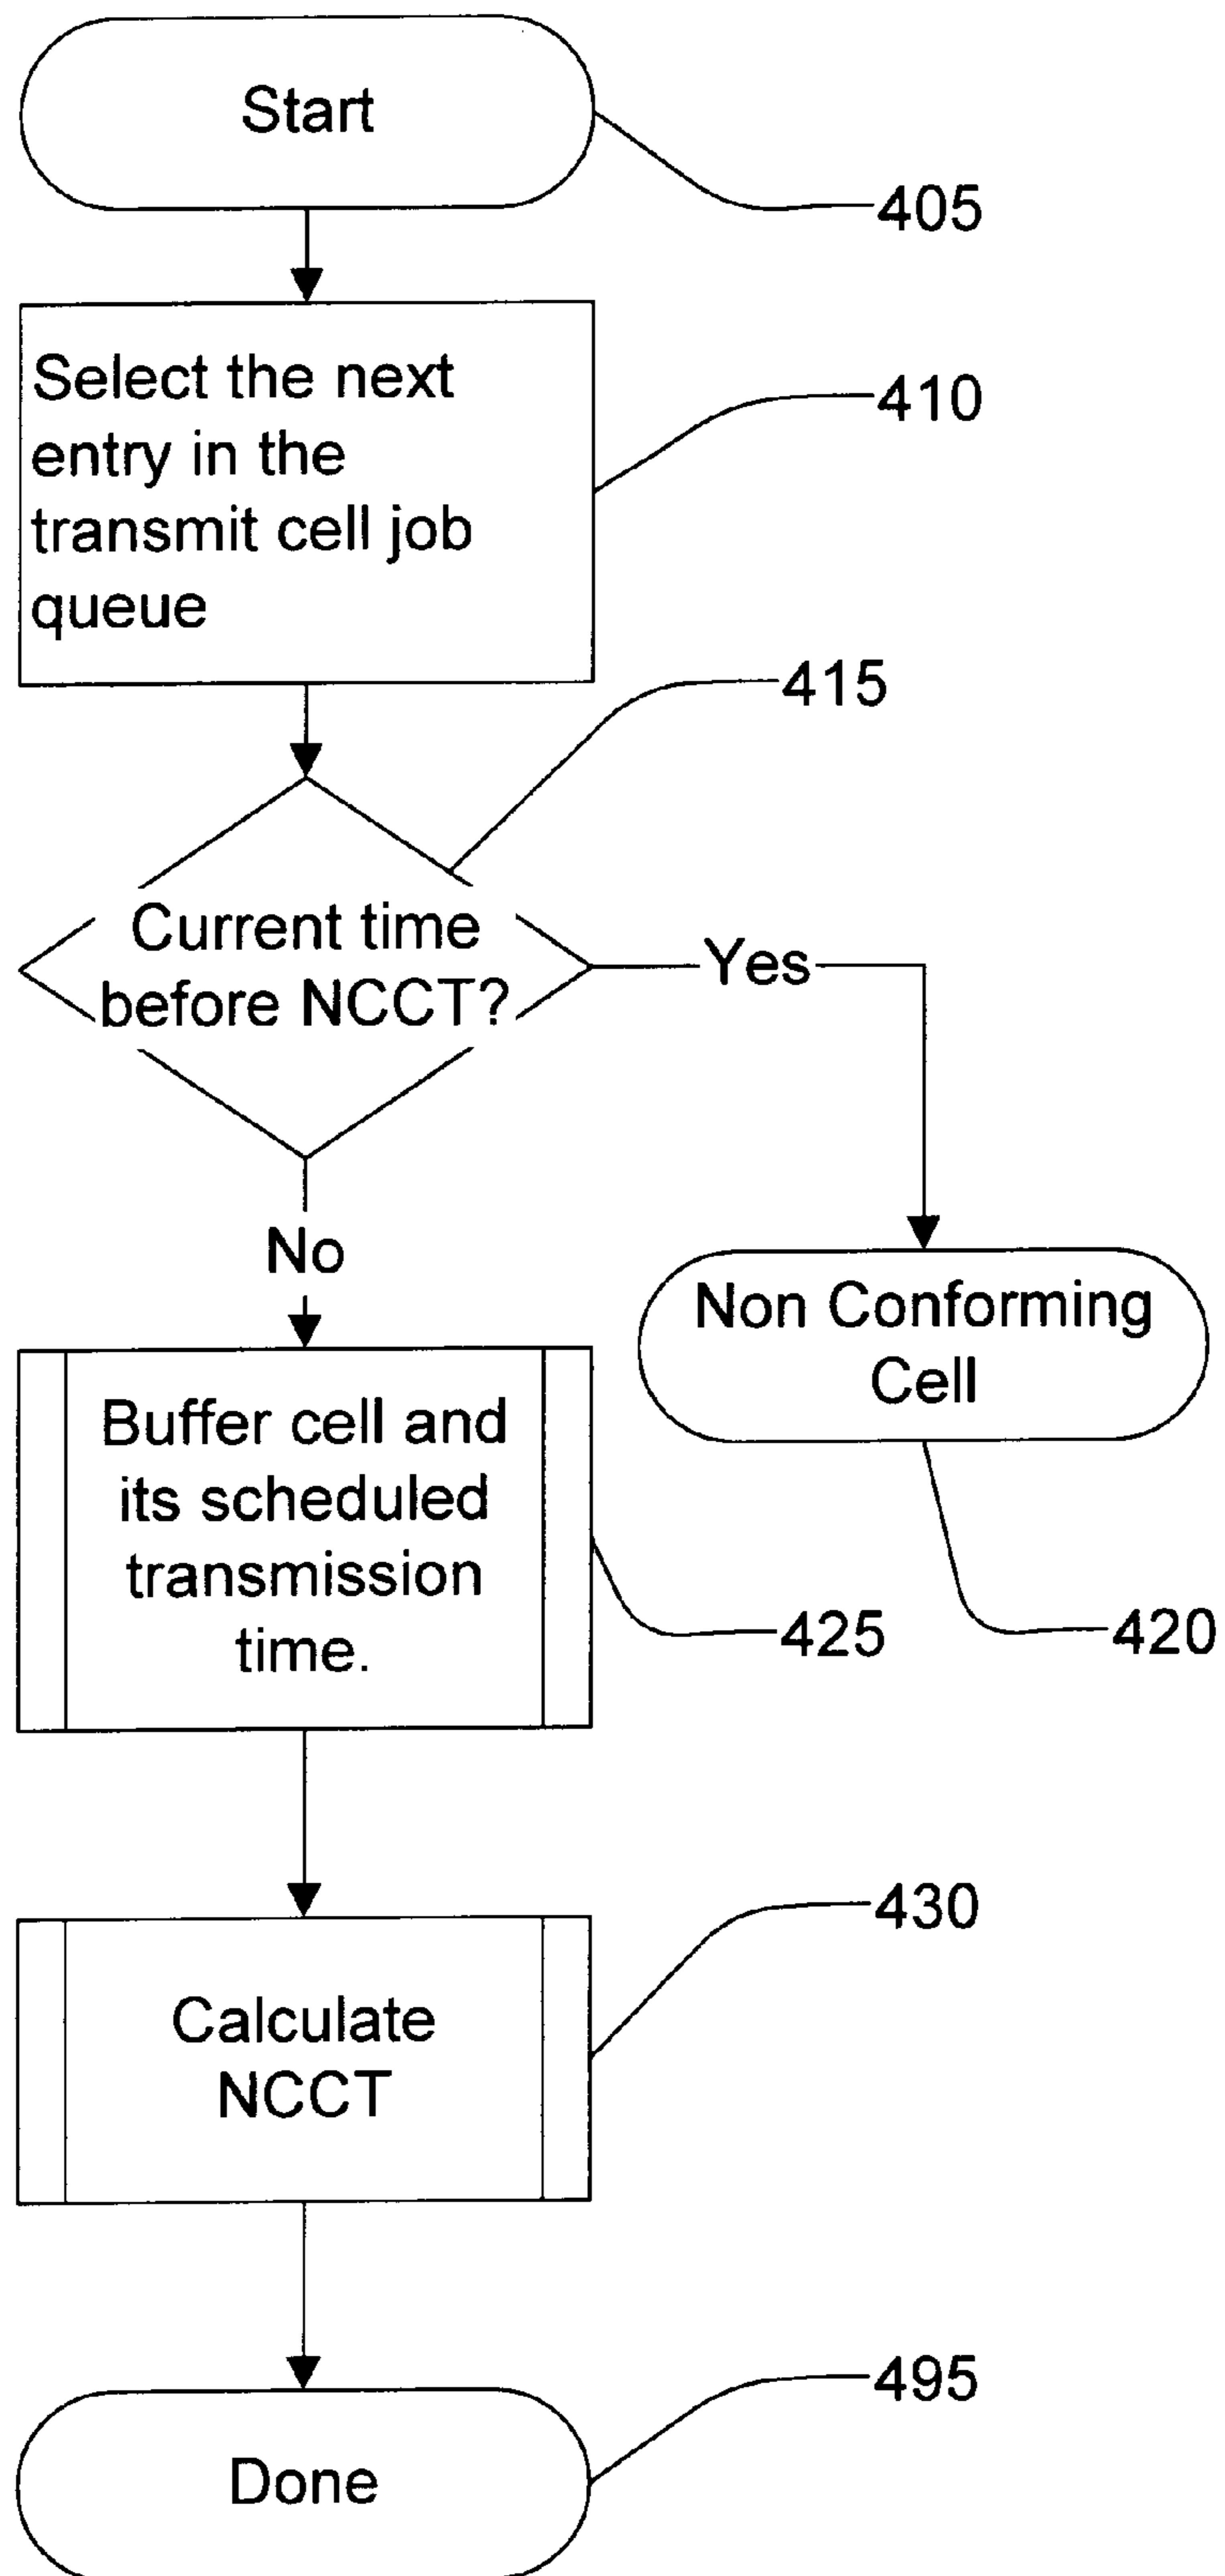 Start
405
Select the next
entry in the
transmit cell job
queue
410
415
Current time
before NCCT?
Yes
No
Non Conforming
Cell
Buffer cell and
its scheduled
transmission
time.
425
420
430
Calculate
NCCT
495
Done